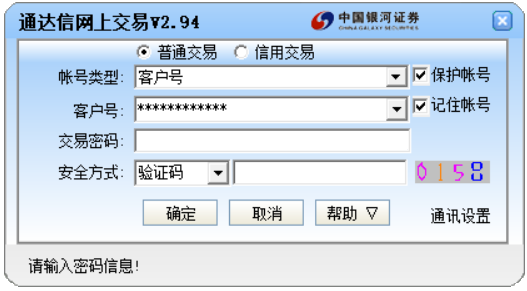 通达信网上交易V2.94 中国银河证券
CHINA GALAXY SECURITIES
普通交易 信用交易
帐号类型: 客户号 保护帐号
客户号: ************ 记住帐号
交易密码:
安全方式: 验证码 0158
确定 取消 帮助 ▽ 通讯设置
请输入密码信息!